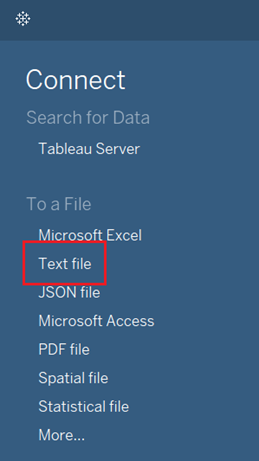 Connect
Search for Data
Tableau Server
To a File
Microsoft Excel
Text file
JSON file
Microsoft Access
PDF file
Spatial file
Statistical file
More...